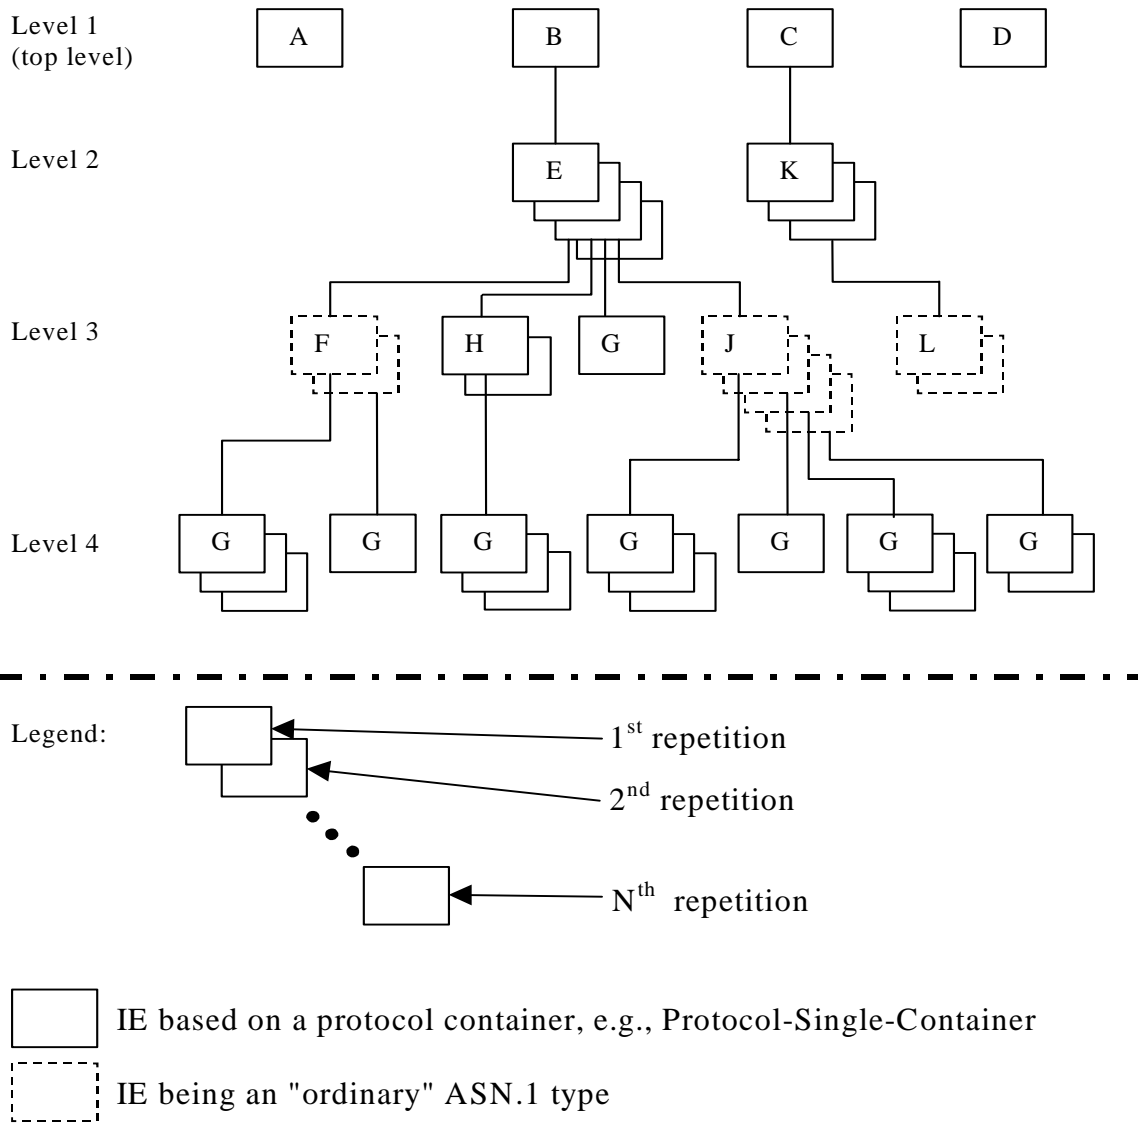 Level 1
(top level)
A
B
C
D
Level 2
E
K
Level 3
F
H
G
J
L
Level 4
G
G
G
G
G
G
G
Legend:
1st repetition
2nd repetition
Nth repetition
IE based on a protocol container, e.g., Protocol-Single-Container
IE being an "ordinary" ASN.1 type